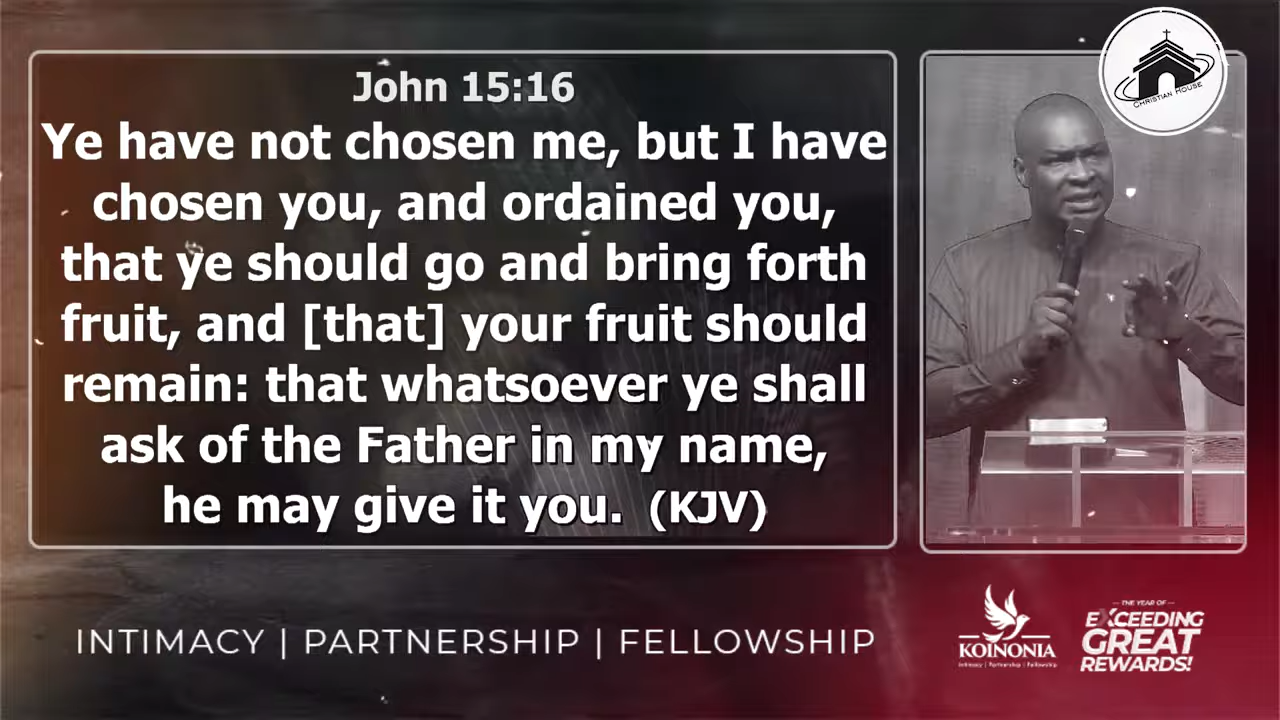 John 15:16
Ye have not chosen me, but I have
chosen you, and ordained you,
that ye should go and bring forth
fruit, and [that] your fruit should
remain: that whatsoever ye shall
ask of the Father in my name,
he may give it you. (KJV)
CHRISTIAN HOUSE
INTIMACY | PARTNERSHIP | FELLOWSHIP
KOINONIA
Intimacy | Partnership | Fellowship
THE YEAR OF
EXCEEDING
GREAT
REWARDS!